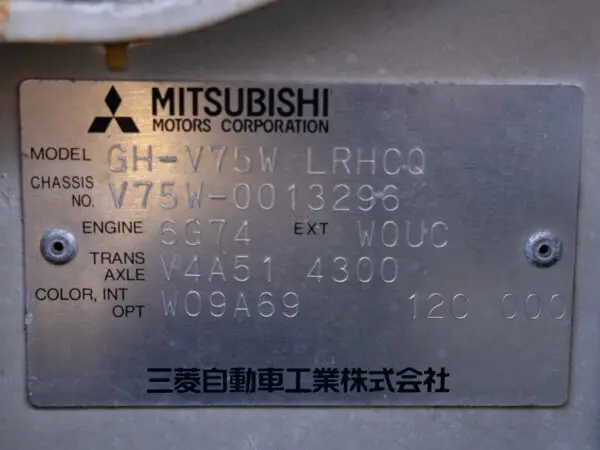 MITSUBISHI
MOTORS CORPORATION
MODEL GH-V75W LRHCQ
CHASSIS NO. V75W-0013296
ENGINE 6G74 EXT W0UC
TRANS AXLE V4A51 4300
COLOR, INT OPT W09A69 12C 000
三菱自動車工業株式会社